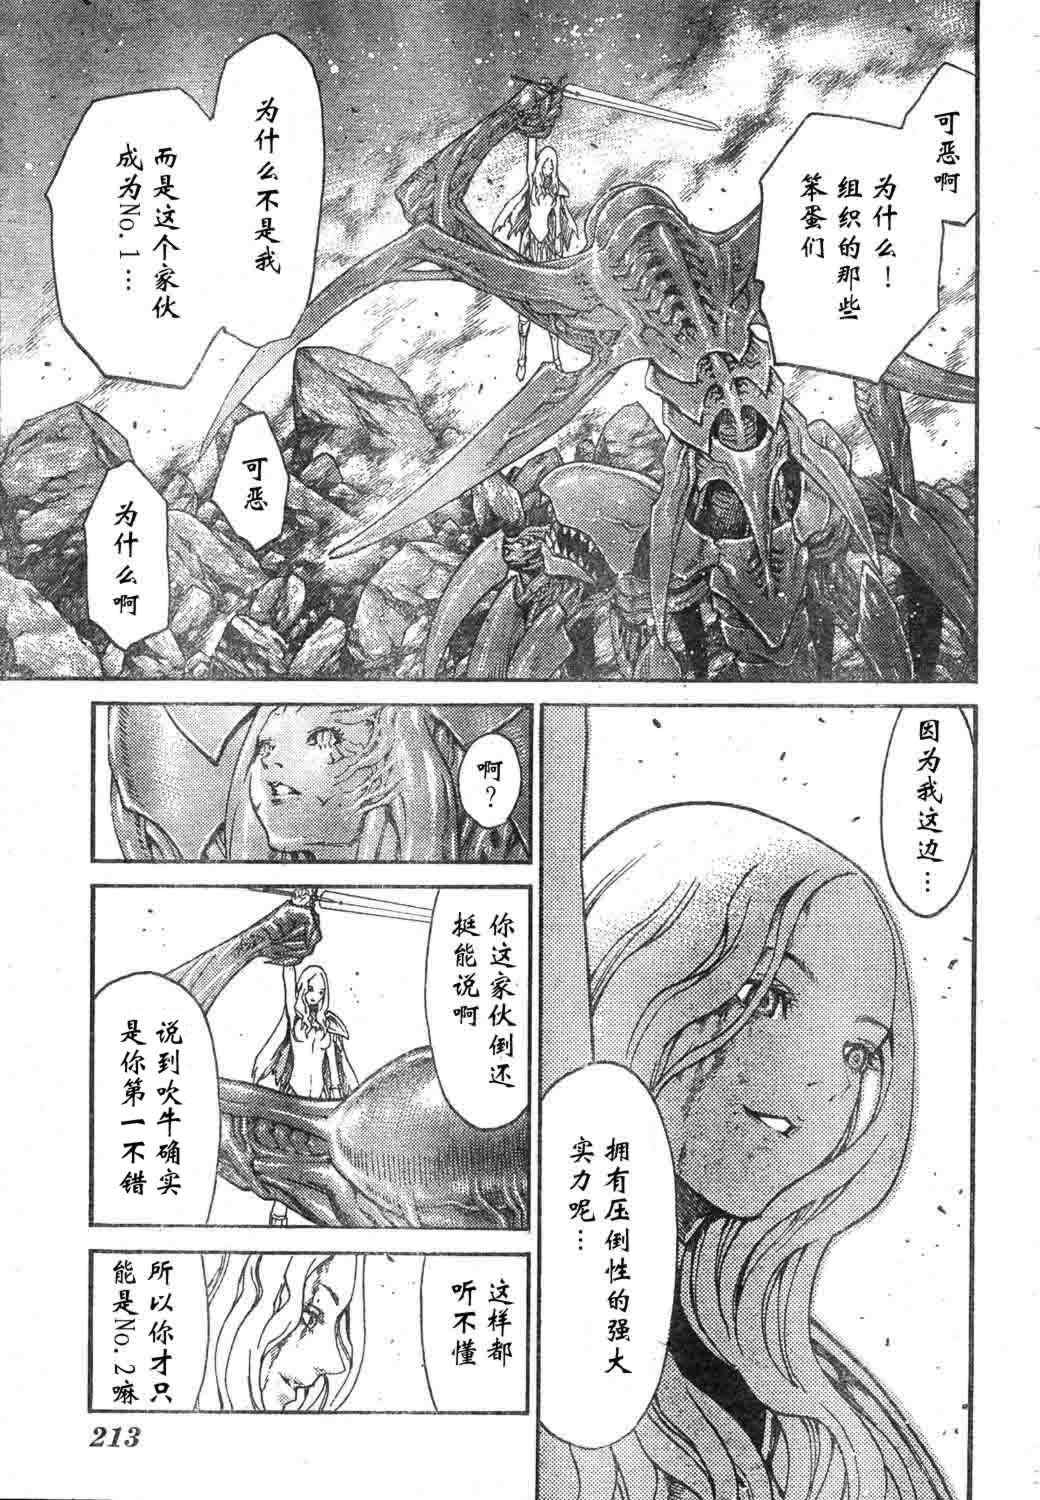 可恶啊
为什么！
组织的那些
笨蛋们
为什么不是我
而是这个家伙
成为No.1…
可恶
为什么啊
因为我这边…
拥有压倒性的强大
实力呢…
啊？
你这家伙倒还
挺能说啊
说到吹牛确实
是你第一不错
这样都
听不懂
所以你才只
能是No.2嘛
213